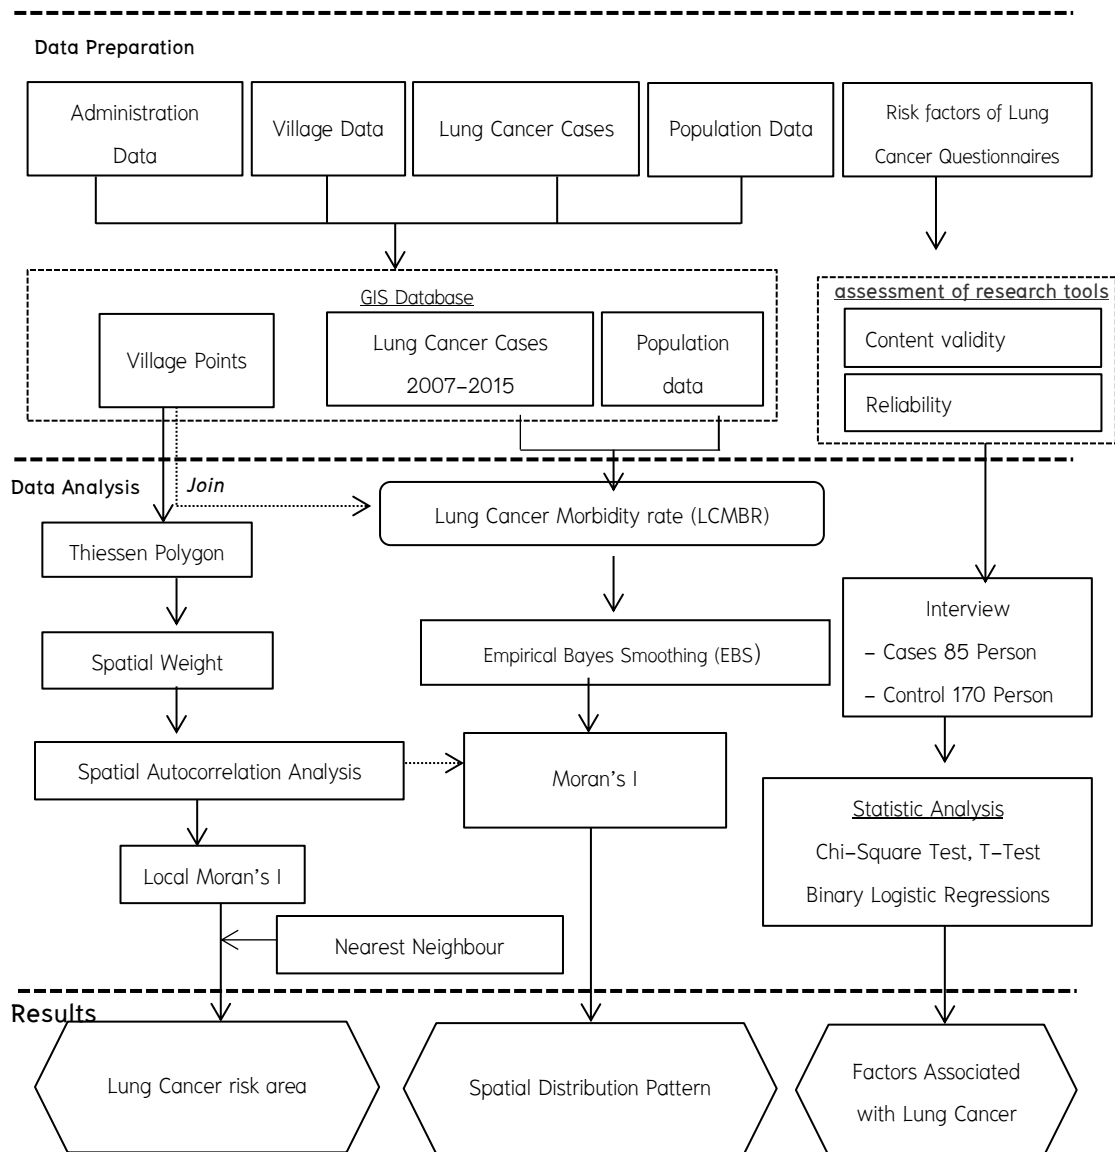 Data Preparation
Administration
Data
Village Data
Lung Cancer Cases
Population Data
Risk factors of Lung
Cancer Questionnaires
GIS Database
Village Points
Lung Cancer Cases
2007–2015
Population
data
assessment of research tools
Content validity
Reliability
Data Analysis
Join
Lung Cancer Morbidity rate (LCMBR)
Thiessen Polygon
Spatial Weight
Empirical Bayes Smoothing (EBS)
Interview
– Cases 85 Person
– Control 170 Person
Spatial Autocorrelation Analysis
Moran's I
Local Moran's I
Nearest Neighbour
Statistic Analysis
Chi–Square Test, T–Test
Binary Logistic Regressions
Results
Lung Cancer risk area
Spatial Distribution Pattern
Factors Associated
with Lung Cancer